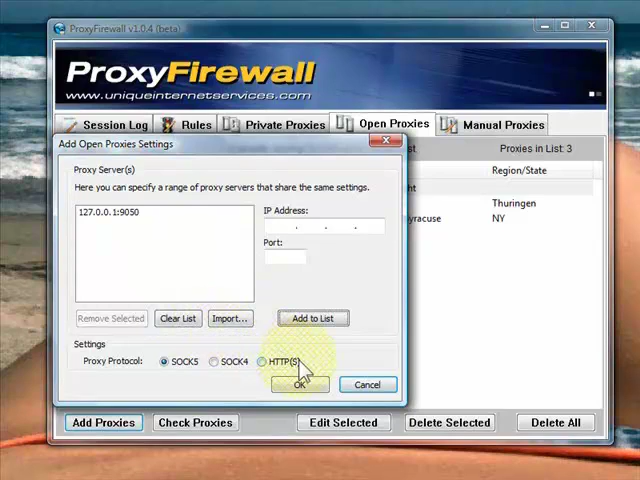 ProxyFirewall v1.0.4 (beta)
ProxyFirewall
www.uniqueinternetservices.com
Session Log Rules Private Proxies Open Proxies Manual Proxies
Add Open Proxies Settings
Proxies in List: 3
Proxy Server(s)
Here you can specify a range of proxy servers that share the same settings.
Region/State
127.0.0.1:9050
IP Address:
. . .
Port:
Thuringen
NY
Remove Selected Clear List Import... Add to List
Settings
Proxy Protocol: SOCK5 SOCK4 HTTP(S)
OK Cancel
Add Proxies Check Proxies Edit Selected Delete Selected Delete All